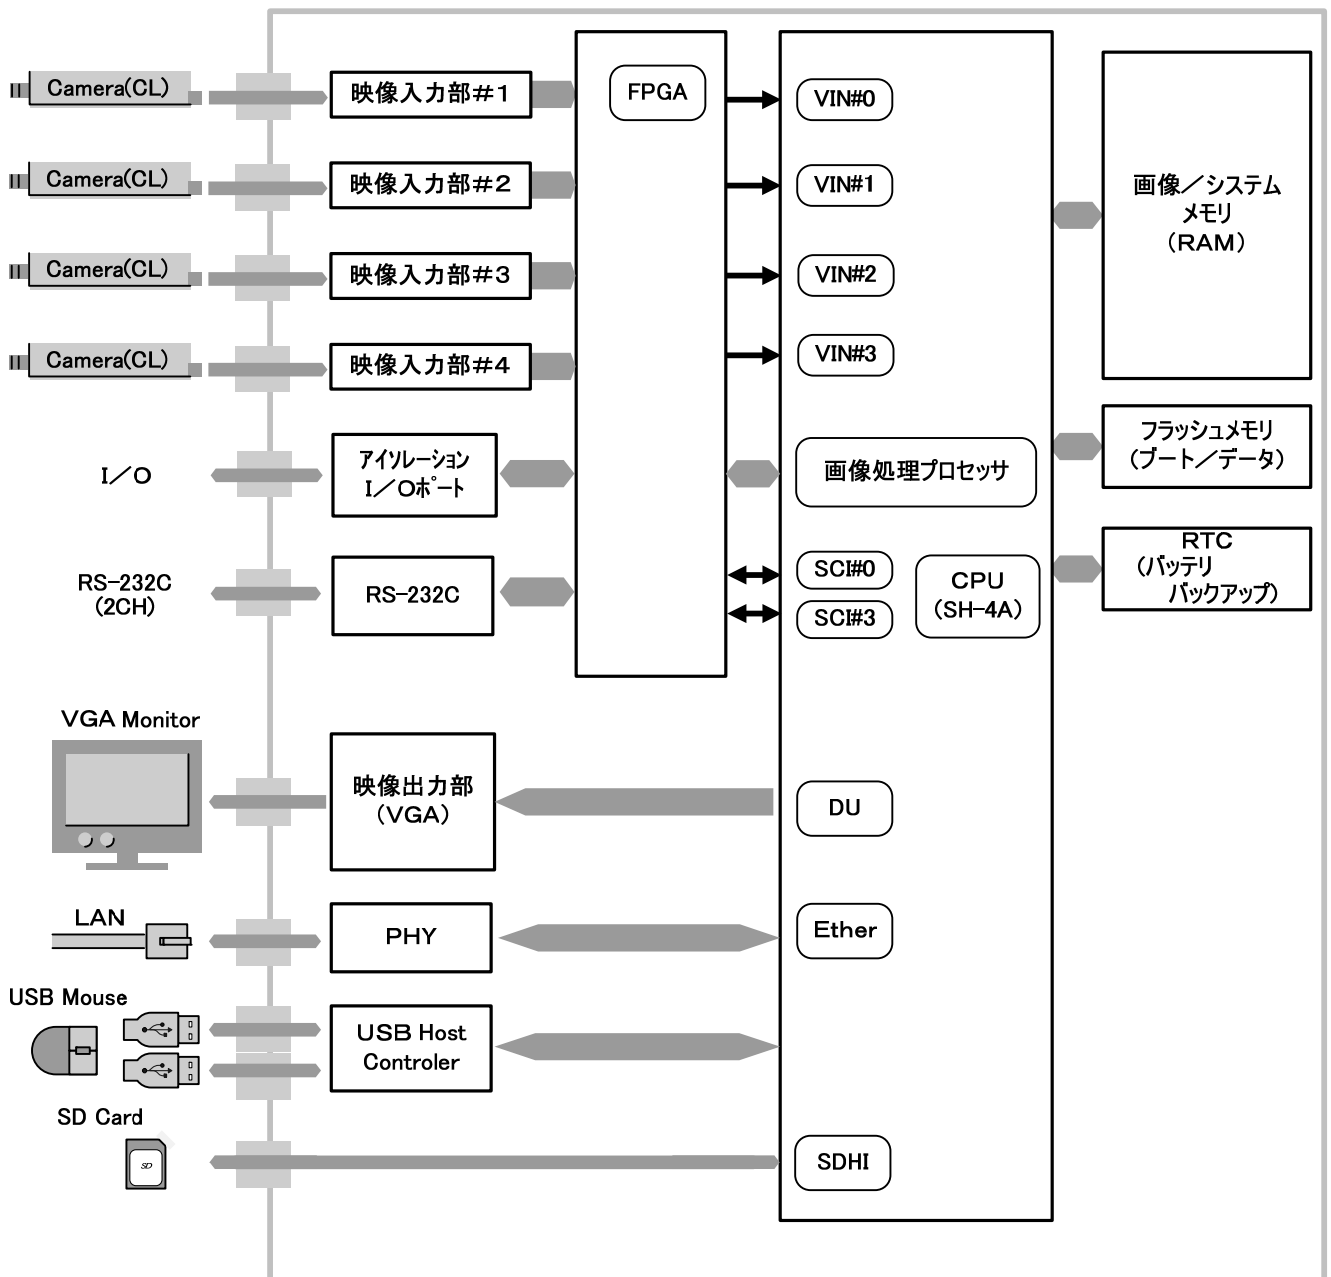 Camera(CL)
映像入力部#1
FPGA
VIN#0
Camera(CL)
映像入力部#2
VIN#1
画像/システム
メモリ
(RAM)
Camera(CL)
映像入力部#3
VIN#2
Camera(CL)
映像入力部#4
VIN#3
I/O
アイソレーション
I/Oポート
画像処理プロセッサ
フラッシュメモリ
(ブート/データ)
RS-232C
(2CH)
RS-232C
SCI#0
SCI#3
CPU
(SH-4A)
RTC
(バッテリ
バックアップ)
VGA Monitor
映像出力部
(VGA)
DU
LAN
PHY
Ether
USB Mouse
USB Host
Controler
SD Card
SD
SDHI